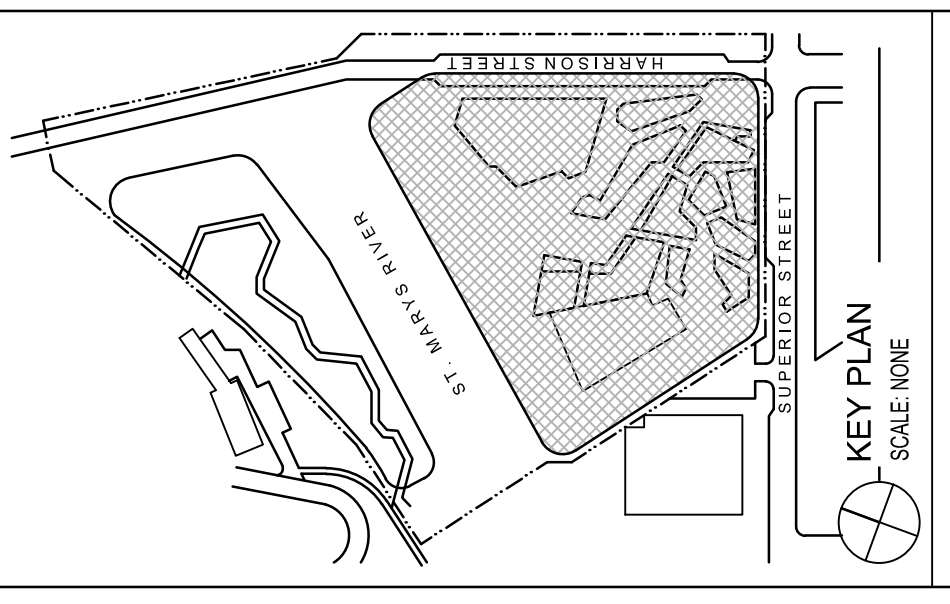 HARRISON STREET
ST. MARYS RIVER
SUPERIOR STREET
KEY PLAN
SCALE: NONE